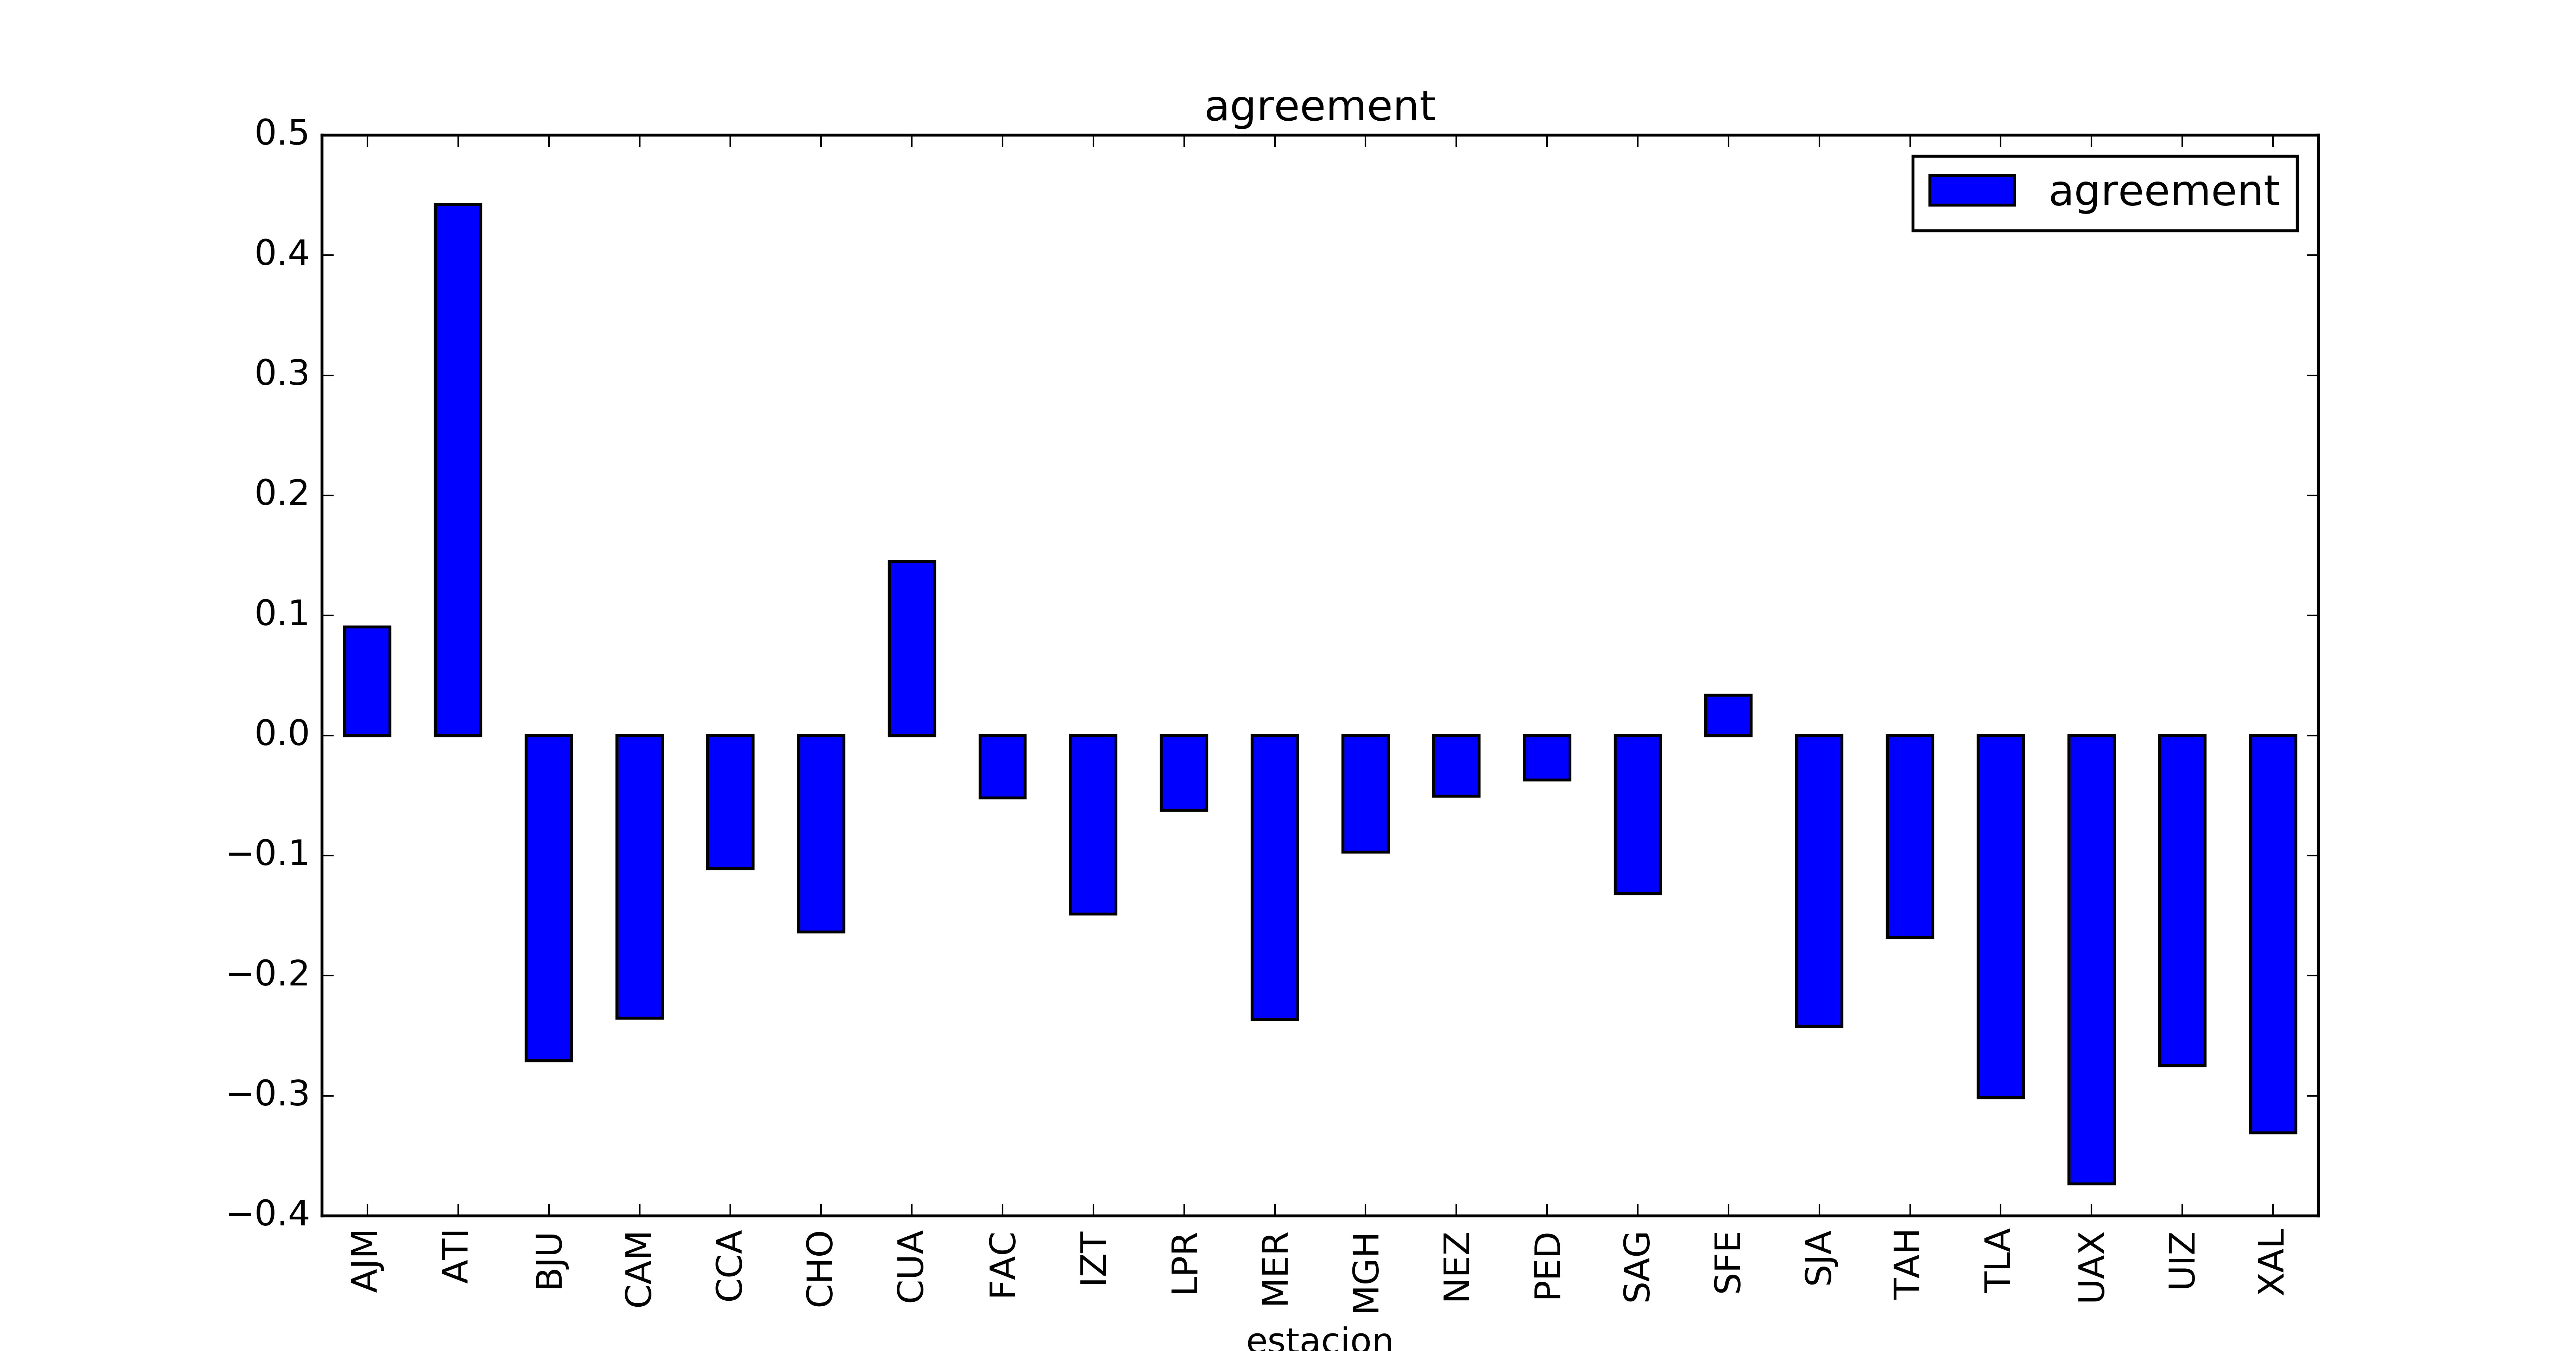 agreement
agreement
0.5
0.4
0.3
0.2
0.1
0.0
−0.1
−0.2
−0.3
−0.4
AJM
ATI
BJU
CAM
CCA
CHO
CUA
FAC
IZT
LPR
MER
MGH
NEZ
PED
SAG
SFE
SJA
TAH
TLA
UAX
UIZ
XAL
estacion